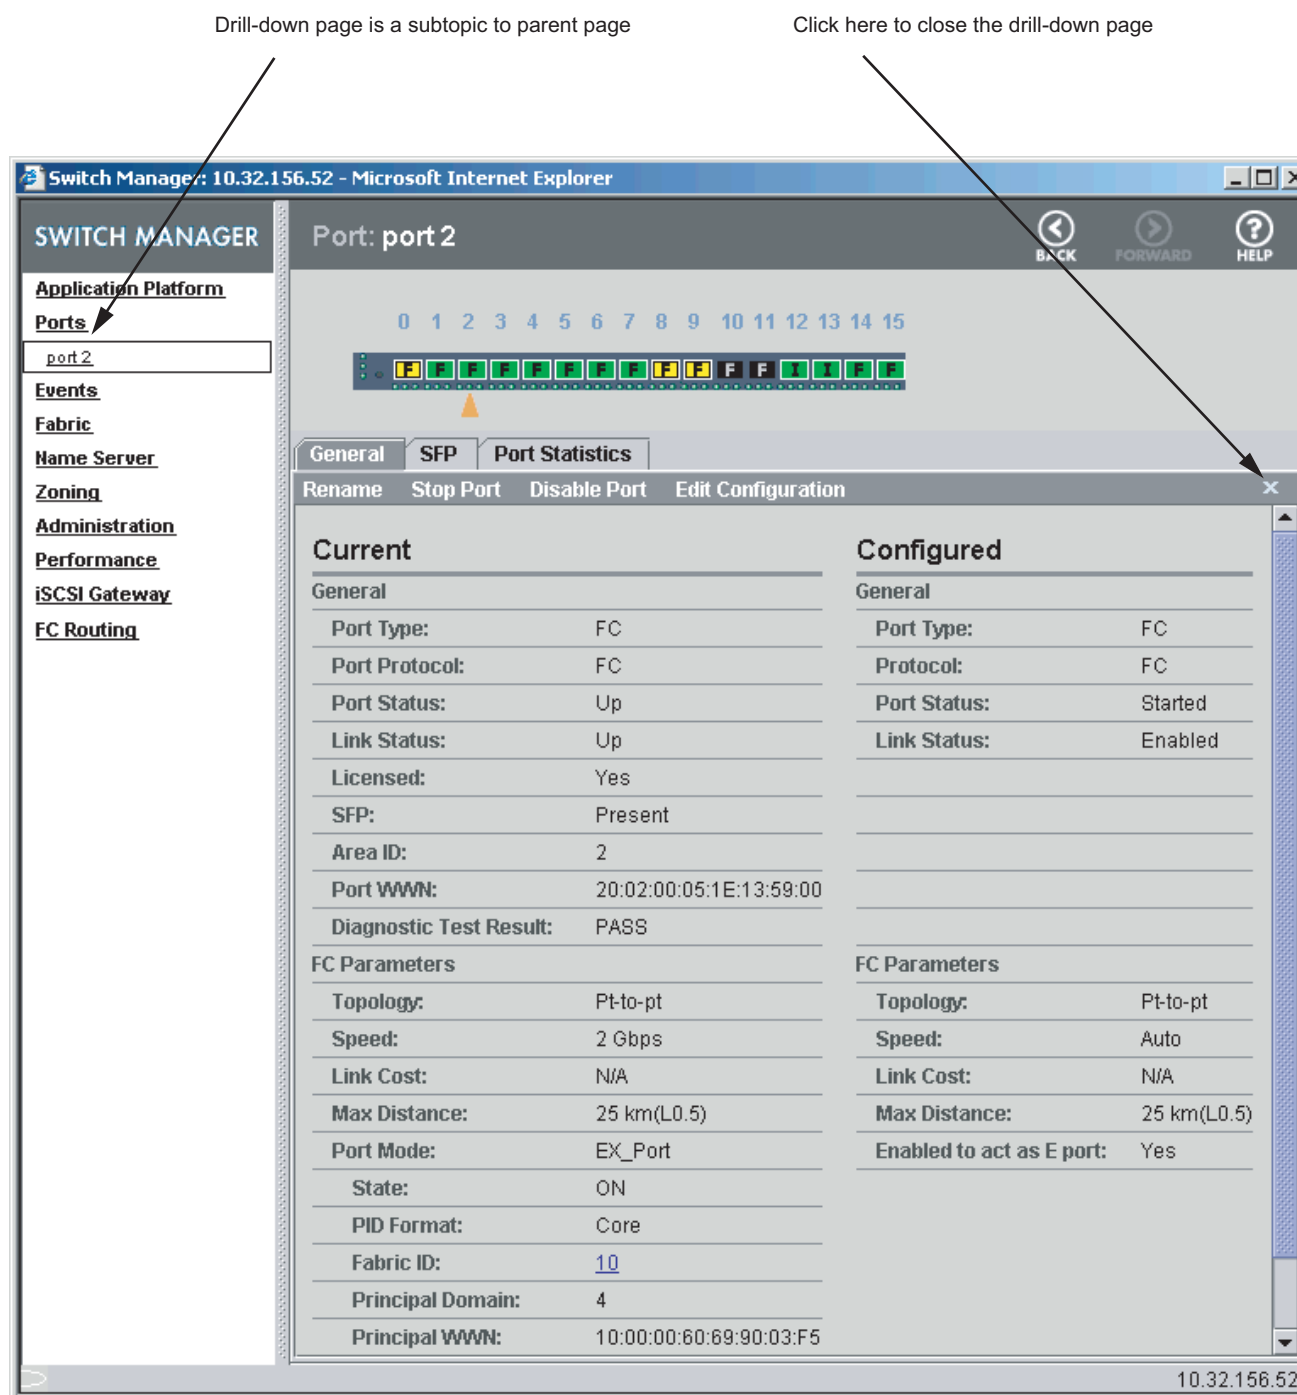 Drill-down page is a subtopic to parent page
Click here to close the drill-down page
Switch Manager: 10.32.156.52 - Microsoft Internet Explorer
SWITCH MANAGER
Port: port 2
BACK
FORWARD
HELP
Application Platform
Ports
port 2
Events
Fabric
Name Server
Zoning
Administration
Performance
iSCSI Gateway
FC Routing
0 1 2 3 4 5 6 7 8 9 10 11 12 13 14 15
F F F F F F F F F F F F I I F F
General SFP Port Statistics
Rename Stop Port Disable Port Edit Configuration x
Current
General
Port Type: FC
Port Protocol: FC
Port Status: Up
Link Status: Up
Licensed: Yes
SFP: Present
Area ID: 2
Port WWN: 20:02:00:05:1E:13:59:00
Diagnostic Test Result: PASS
FC Parameters
Topology: Pt-to-pt
Speed: 2 Gbps
Link Cost: N/A
Max Distance: 25 km(L0.5)
Port Mode: EX_Port
State: ON
PID Format: Core
Fabric ID: 10
Principal Domain: 4
Principal WWN: 10:00:00:60:69:90:03:F5
Configured
General
Port Type: FC
Protocol: FC
Port Status: Started
Link Status: Enabled
FC Parameters
Topology: Pt-to-pt
Speed: Auto
Link Cost: N/A
Max Distance: 25 km(L0.5)
Enabled to act as E port: Yes
10.32.156.52